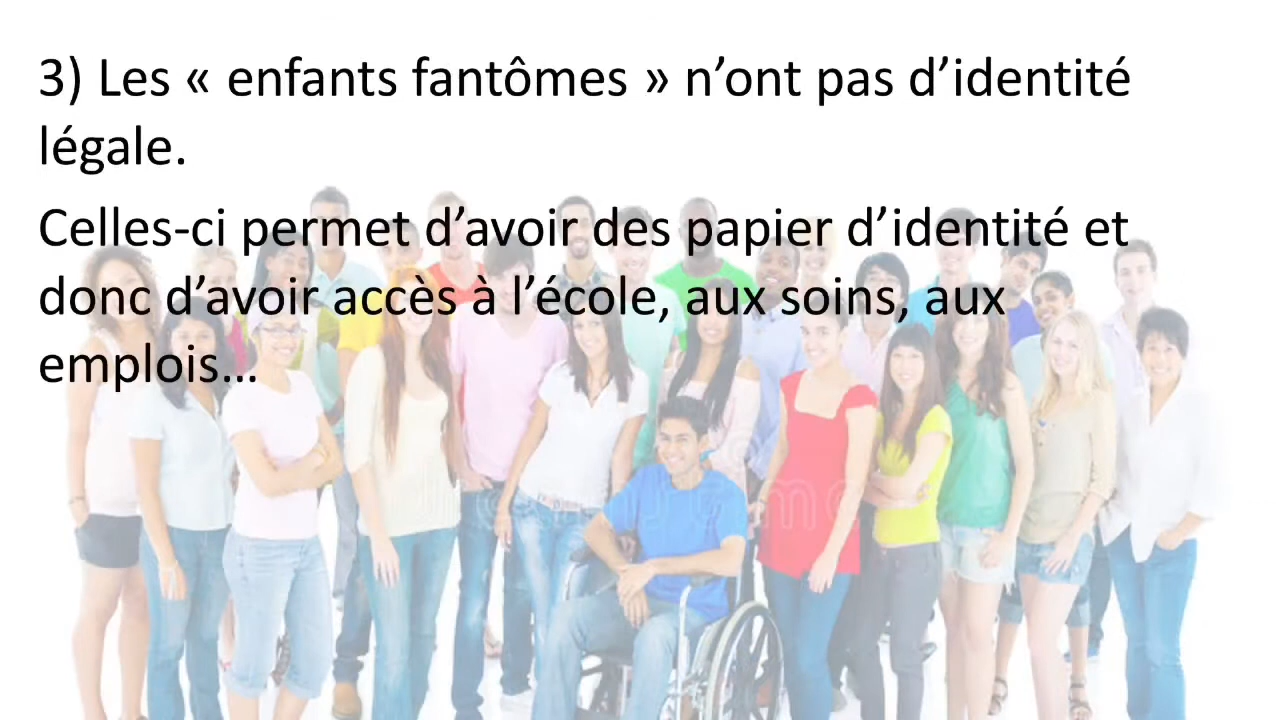 3) Les « enfants fantômes » n’ont pas d’identité
légale.
Celles-ci permet d’avoir des papier d’identité et
donc d’avoir accès à l’école, aux soins, aux
emplois…